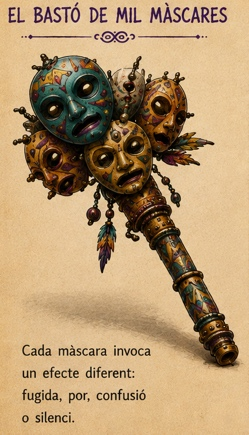 EL BASTÓ DE MIL MÀSCARES
Cada màscara invoca
un efecte diferent:
fugida, por, confusió
o silenci.